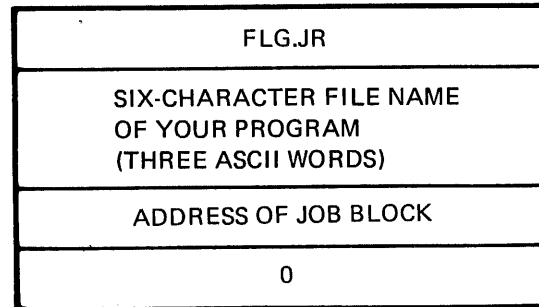 FLG.JR
SIX-CHARACTER FILE NAME
OF YOUR PROGRAM
(THREE ASCII WORDS)
ADDRESS OF JOB BLOCK
0